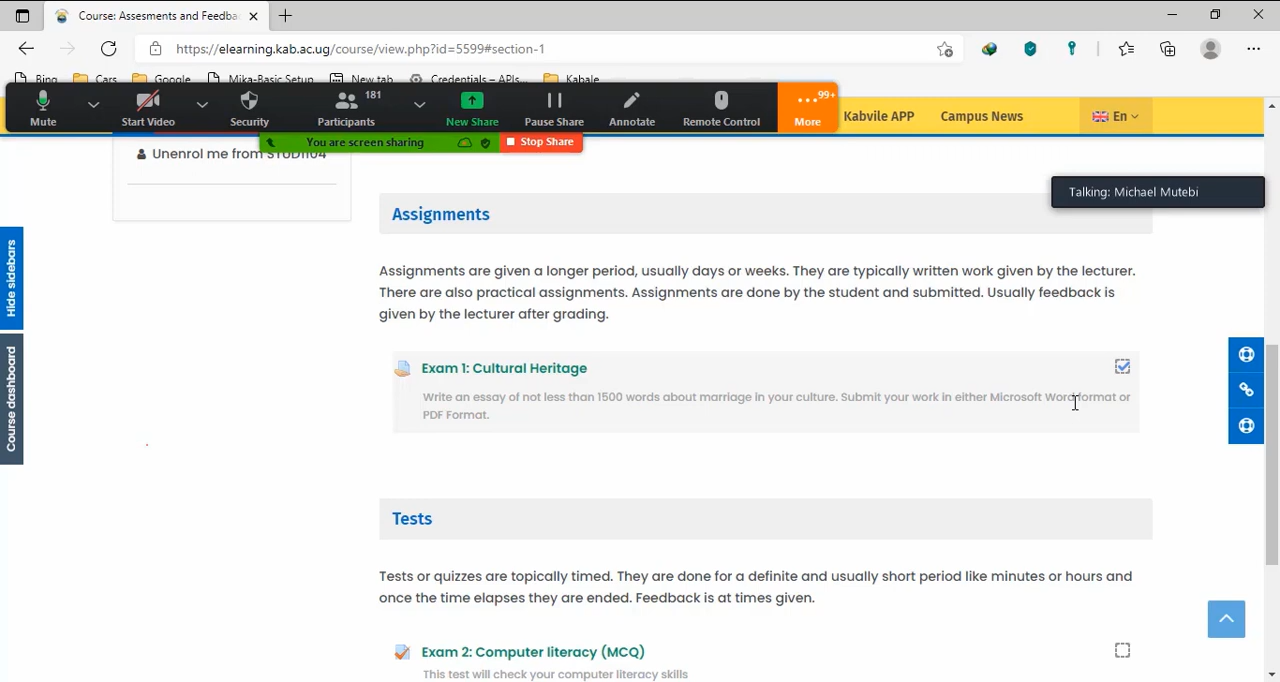 Course: Assesments and Feedba
https://elearning.kab.ac.ug/course/view.php?id=5599#section-1
Bing Cars Google Mika-Basic Setup New tab Credentials – APIs... Kabale
Mute Start Video Security Participants 181 New Share Pause Share Annotate Remote Control More 99+
Kabvile APP Campus News En
You are screen sharing Stop Share
Unenrol me from STUD1104
Talking: Michael Mutebi
Hide sidebars
Course dashboard
Assignments
Assignments are given a longer period, usually days or weeks. They are typically written work given by the lecturer.
There are also practical assignments. Assignments are done by the student and submitted. Usually feedback is
given by the lecturer after grading.
Exam 1: Cultural Heritage
Write an essay of not less than 1500 words about marriage in your culture. Submit your work in either Microsoft Word format or
PDF Format.
Tests
Tests or quizzes are topically timed. They are done for a definite and usually short period like minutes or hours and
once the time elapses they are ended. Feedback is at times given.
Exam 2: Computer literacy (MCQ)
This test will check your computer literacy skills